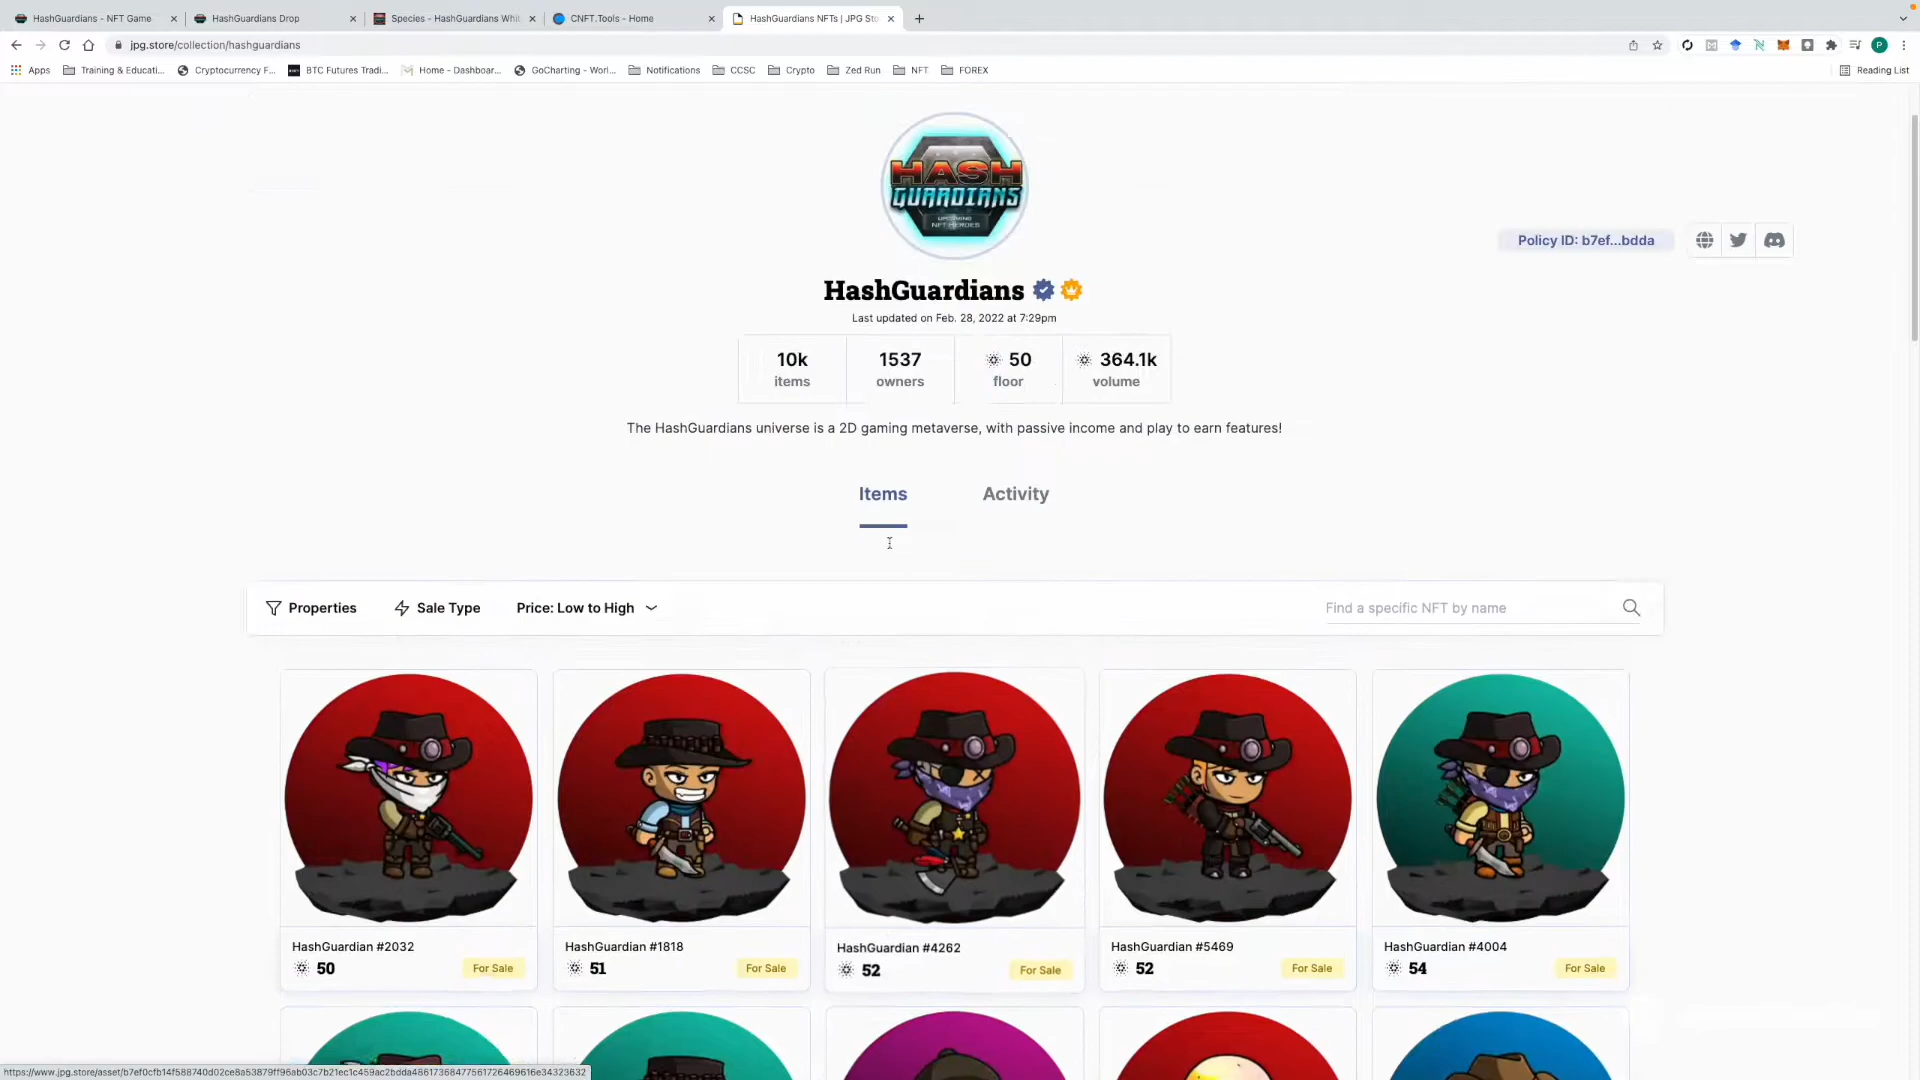 HashGuardians - NFT Game
HashGuardians Drop
Species - HashGuardians Whit
CNFT.Tools - Home
HashGuardians NFTs | JPG Sto
jpg.store/collection/hashguardians
Apps
Training & Educati...
Cryptocurrency F...
BTC Futures Tradi...
Home - Dashboar...
GoCharting - Worl...
Notifications
CCSC
Crypto
Zed Run
NFT
FOREX
Reading List
HASH
GUARDIANS
UPCOMING
NFT HEROES
Policy ID: b7ef...bdda
HashGuardians
Last updated on Feb. 28, 2022 at 7:29pm
10k
items
1537
owners
50
floor
364.1k
volume
The HashGuardians universe is a 2D gaming metaverse, with passive income and play to earn features!
Items
Activity
Properties
Sale Type
Price: Low to High
Find a specific NFT by name
HashGuardian #2032
50
For Sale
HashGuardian #1818
51
For Sale
HashGuardian #4262
52
For Sale
HashGuardian #5469
52
For Sale
HashGuardian #4004
54
For Sale